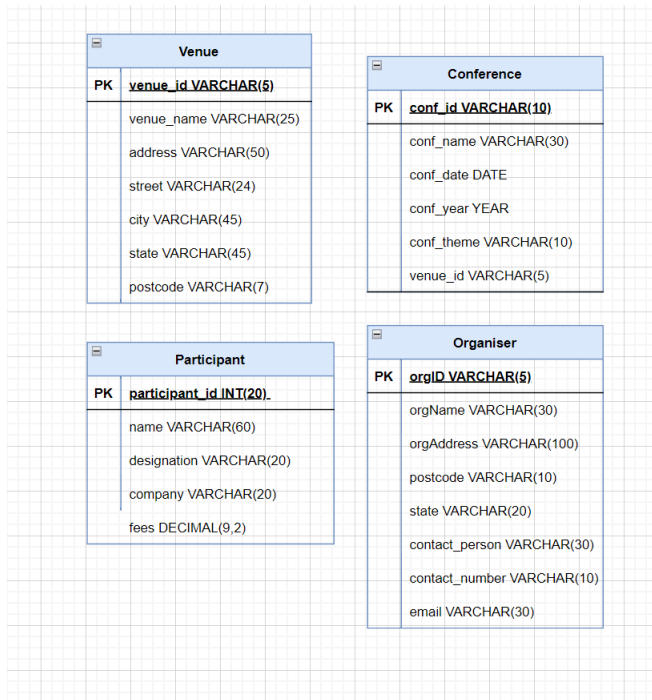 Venue
PK venue_id VARCHAR(5)
venue_name VARCHAR(25)
address VARCHAR(50)
street VARCHAR(24)
city VARCHAR(45)
state VARCHAR(45)
postcode VARCHAR(7)
Conference
PK conf_id VARCHAR(10)
conf_name VARCHAR(30)
conf_date DATE
conf_year YEAR
conf_theme VARCHAR(10)
venue_id VARCHAR(5)
Participant
PK participant_id INT(20)
name VARCHAR(60)
designation VARCHAR(20)
company VARCHAR(20)
fees DECIMAL(9,2)
Organiser
PK orgID VARCHAR(5)
orgName VARCHAR(30)
orgAddress VARCHAR(100)
postcode VARCHAR(10)
state VARCHAR(20)
contact_person VARCHAR(30)
contact_number VARCHAR(10)
email VARCHAR(30)